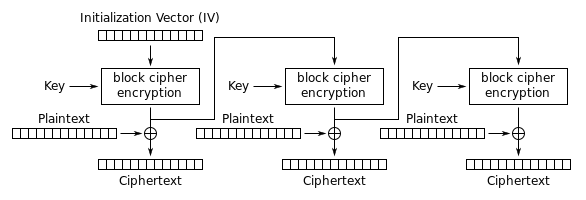 Initialization Vector (IV)
Key
block cipher
encryption
Plaintext
Ciphertext
Key
block cipher
encryption
Plaintext
Ciphertext
Key
block cipher
encryption
Plaintext
Ciphertext